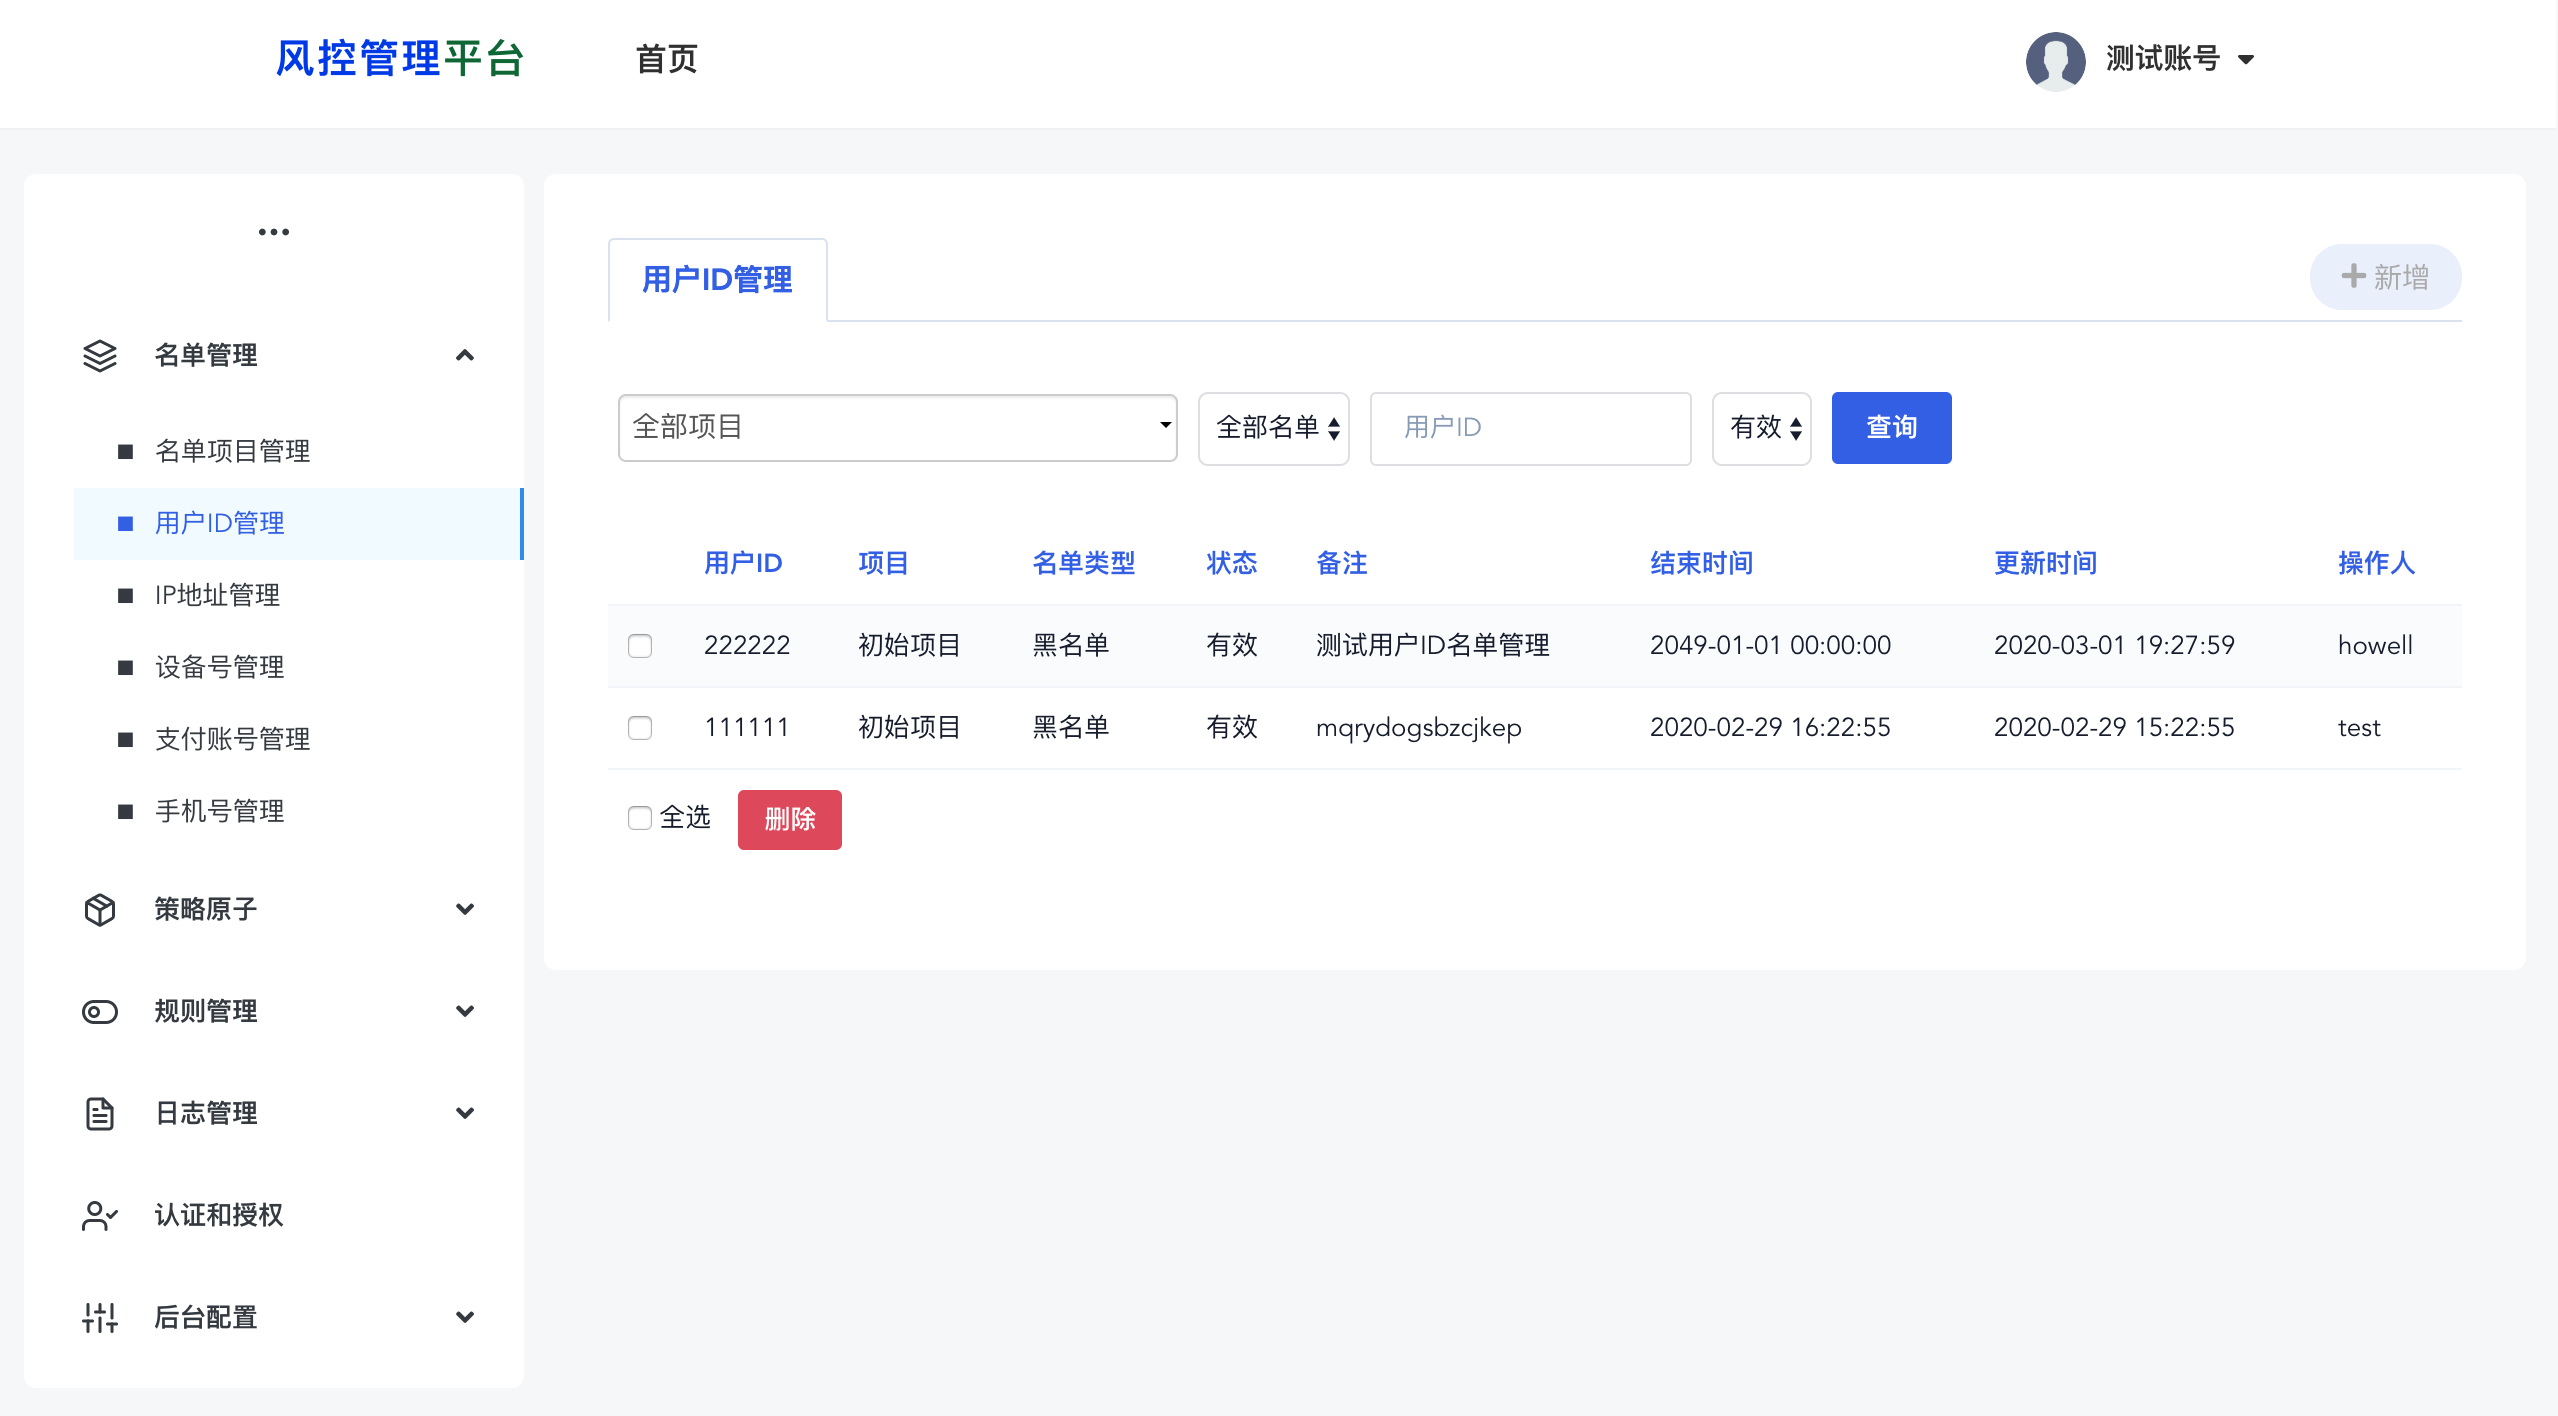 风控管理平台
首页
测试账号
名单管理
名单项目管理
用户ID管理
IP地址管理
设备号管理
支付账号管理
手机号管理
策略原子
规则管理
日志管理
认证和授权
后台配置
用户ID管理
新增
全部项目 全部名单 用户ID 有效 查询
用户ID 项目 名单类型 状态 备注 结束时间 更新时间 操作人
222222 初始项目 黑名单 有效 测试用户ID名单管理 2049-01-01 00:00:00 2020-03-01 19:27:59 howell
111111 初始项目 黑名单 有效 mqrydogsbzcjkep 2020-02-29 16:22:55 2020-02-29 15:22:55 test
全选 删除